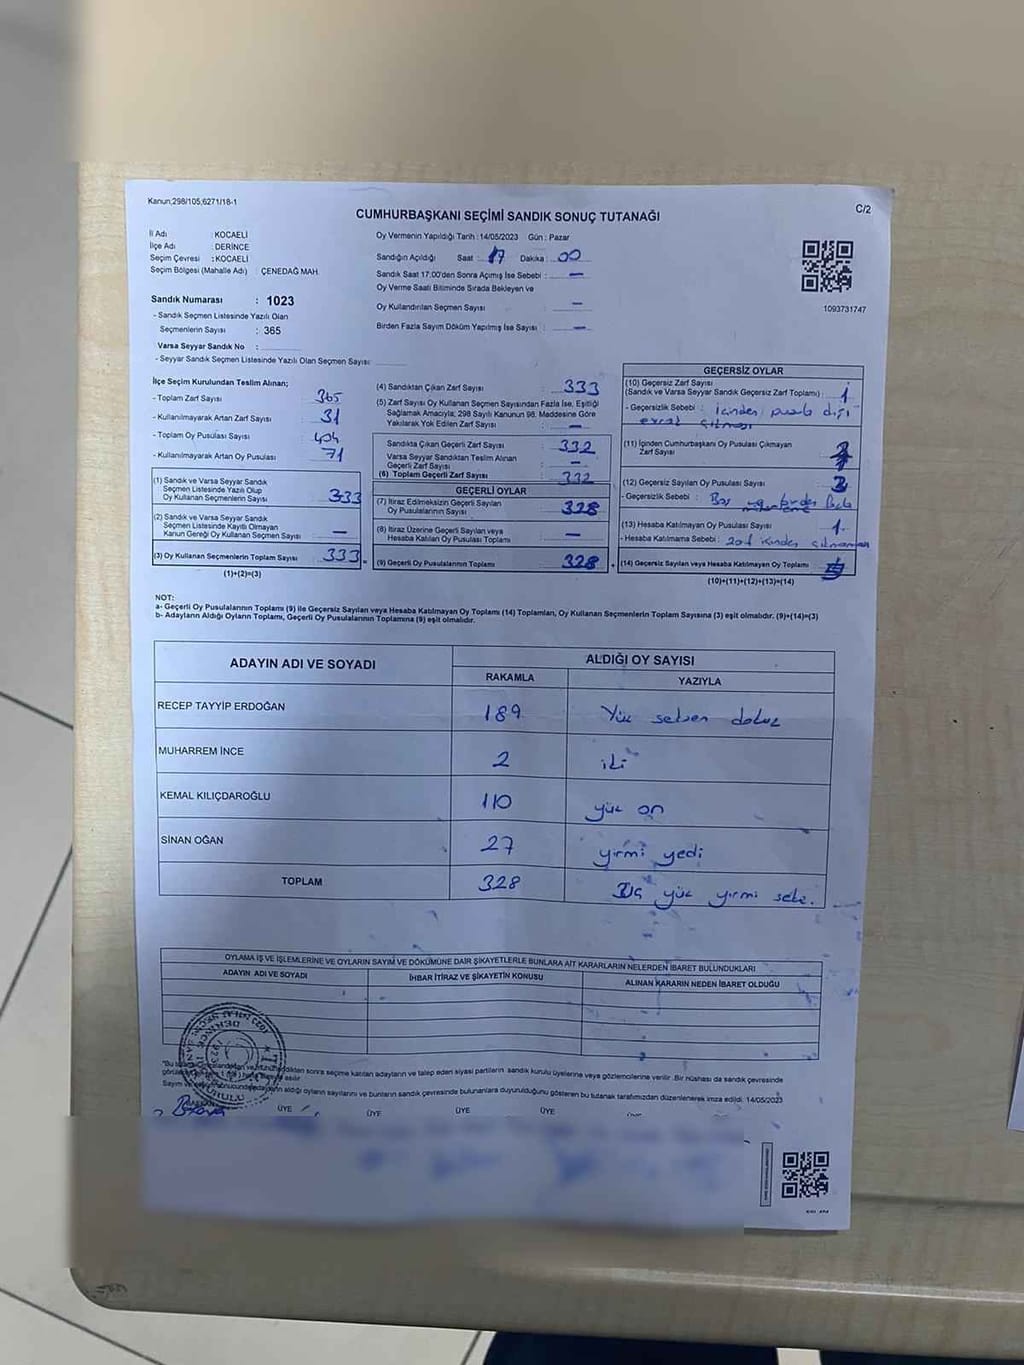 Kanun,298/105,6271/18-1
C/2
CUMHURBAŞKANI SEÇİMİ SANDIK SONUÇ TUTANAĞI
İl Adı : KOCAELİ
İlçe Adı : DERİNCE
Seçim Çevresi : KOCAELİ
Seçim Bölgesi (Mahalle Adı) : ÇENEDAĞ MAH.
Sandık Numarası : 1023
- Sandık Seçmen Listesinde Yazılı Olan
Seçmenlerin Sayısı : 365
Varsa Seyyar Sandık No :
- Seyyar Sandık Seçmen Listesinde Yazılı Olan Seçmen Sayısı :
Oy Vermenin Yapıldığı Tarih : 14/05/2023 Gün : Pazar
Sandığın Açıldığı Saat : 17 Dakika : 00
Sandık Saat 17:00'den Sonra Açımış İse Sebebi : —
Oy Verme Saati Bitiminde Sırada Bekleyen ve
Oy Kullandırılan Seçmen Sayısı : —
Birden Fazla Sayım Döküm Yapılmış İse Sayısı : —
1093731747
İlçe Seçim Kurulundan Teslim Alınan;
- Toplam Zarf Sayısı : 365
- Kullanılmayarak Artan Zarf Sayısı : 31
- Toplam Oy Pusulası Sayısı : 404
- Kullanılmayarak Artan Oy Pusulası : 71
(1) Sandık ve Varsa Seyyar Sandık
Seçmen Listesinde Yazılı Olup
Oy Kullanan Seçmenlerin Sayısı : 333
(2) Sandık ve Varsa Seyyar Sandık
Seçmen Listesinde Kayıtlı Olmayan
Kanun Gereği Oy Kullanan Seçmen Sayısı : —
(3) Oy Kullanan Seçmenlerin Toplam Sayısı : 333 =
(1)+(2)=(3)
(4) Sandıktan Çıkan Zarf Sayısı : 333
(5) Zarf Sayısı Oy Kullanan Seçmen Sayısından Fazla İse, Eşitliği
Sağlamak Amacıyla; 298 Sayılı Kanunun 98. Maddesine Göre
Yakılarak Yok Edilen Zarf Sayısı : —
Sandıkta Çıkan Geçerli Zarf Sayısı : 332
Varsa Seyyar Sandıktan Teslim Alınan
Geçerli Zarf Sayısı : —
(6) Toplam Geçerli Zarf Sayısı : 332
GEÇERLİ OYLAR
(7) İtiraz Edilmeksizin Geçerli Sayılan
Oy Pusulalarının Sayısı : 328
(8) İtiraz Üzerine Geçerli Sayılan veya
Hesaba Katılan Oy Pusulası Toplamı : —
(9) Geçerli Oy Pusulalarının Toplamı : 328 +
GEÇERSİZ OYLAR
(10) Geçersiz Zarf Sayısı
(Sandık ve Varsa Seyyar Sandık Geçersiz Zarf Toplamı) : 1
- Geçersizlik Sebebi : içinden pusula dışı
evrak çıkması
(11) İçinden Cumhurbaşkanı Oy Pusulası Çıkmayan
Zarf Sayısı :
(12) Geçersiz Sayılan Oy Pusulası Sayısı : 3
- Geçersizlik Sebebi :
(13) Hesaba Katılmayan Oy Pusulası Sayısı : 1
- Hesaba Katılmama Sebebi : zarf içinden çıkmaması
(14) Geçersiz Sayılan veya Hesaba Katılmayan Oy Toplamı : 5
(10)+(11)+(12)+(13)=(14)
NOT:
a- Geçerli Oy Pusulalarının Toplamı (9) ile Geçersiz Sayılan veya Hesaba Katılmayan Oy Toplamı (14) Toplamları, Oy Kullanan Seçmenlerin Toplam Sayısına (3) eşit olmalıdır. (9)+(14)=(3)
b- Adayların Aldığı Oyların Toplamı, Geçerli Oy Pusulalarının Toplamına (9) eşit olmalıdır.
ADAYIN ADI VE SOYADI ALDIĞI OY SAYISI
RAKAMLA YAZIYLA
RECEP TAYYİP ERDOĞAN 189 Yüz seksen dokuz
MUHARREM İNCE 2 iki
KEMAL KILIÇDAROĞLU 110 yüz on
SİNAN OĞAN 27 yirmi yedi
TOPLAM 328 Üç yüz yirmi sekiz.
OYLAMA İŞ VE İŞLEMLERİNE VE OYLARIN SAYIM VE DÖKÜMÜNE DAİR ŞİKAYETLERLE BUNLARA AİT KARARLARIN NELERDEN İBARET BULUNDUKLARI
ADAYIN ADI VE SOYADI İHBAR İTİRAZ VE ŞİKAYETİN KONUSU ALINAN KARARIN NEDEN İBARET OLDUĞU
sonra seçime katılan adayların ve talep eden siyasi partilerin sandık kurulu üyelerine veya gözlemcilerine verilir. Bir nüshası da sandık çevresinde
aldığı oyların sayılarını ve bunların sandık çevresinde bulunanlara duyurulduğunu gösteren bu tutanak tarafımızdan düzenlenerek imza edildi. 14/05/2023
BAŞKAN ÜYE ÜYE ÜYE ÜYE